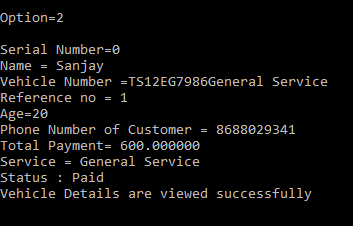 Option=2
Serial Number=0
Name = Sanjay
Vehicle Number =TS12EG7986General Service
Reference no = 1
Age=20
Phone Number of Customer = 8688029341
Total Payment= 600.000000
Service = General Service
Status : Paid
Vehicle Details are viewed successfully